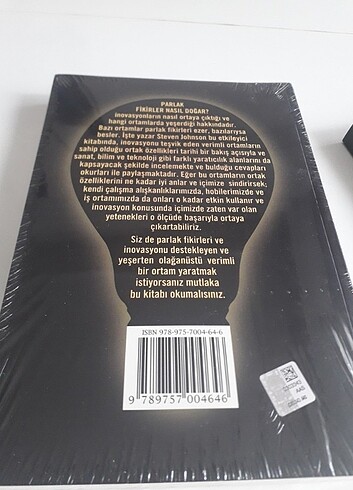 PARLAK
FİKİRLER NASIL DOĞAR?
inovasyonların nasıl ortaya çıktığı ve
hangi ortamlarda yeşerdiği hakkındadır.
Bazı ortamlar parlak fikirleri ezer, bazılarıysa
besler. İşte yazar Steven Johnson bu etkileyici
kitabında, inovasyonu teşvik eden verimli ortamların
sahip olduğu ortak özellikleri tarihi bir bakış açısıyla ve
sanat, bilim ve teknoloji gibi farklı yaratıcılık alanlarını da
kapsayacak şekilde incelemekte ve bulduğu cevapları
okurları ile paylaşmaktadır. Eğer bu ortamların ortak
özelliklerini ne kadar iyi anlar ve içimize sindirirsek;
kendi çalışma alışkanlıklarımızda, hobilerimizde ve
iş ortamımızda da onları o kadar etkin kullanır ve
inovasyon konusunda içimizde zaten var olan
yetenekleri o ölçüde başarıyla ortaya
çıkartabiliriz.
Siz de parlak fikirleri ve
inovasyonu destekleyen ve
yeşerten olağanüstü verimli
bir ortam yaratmak
istiyorsanız mutlaka
bu kitabı okumalısınız.
ISBN 978-975-7004-64-6
9 789757 004646